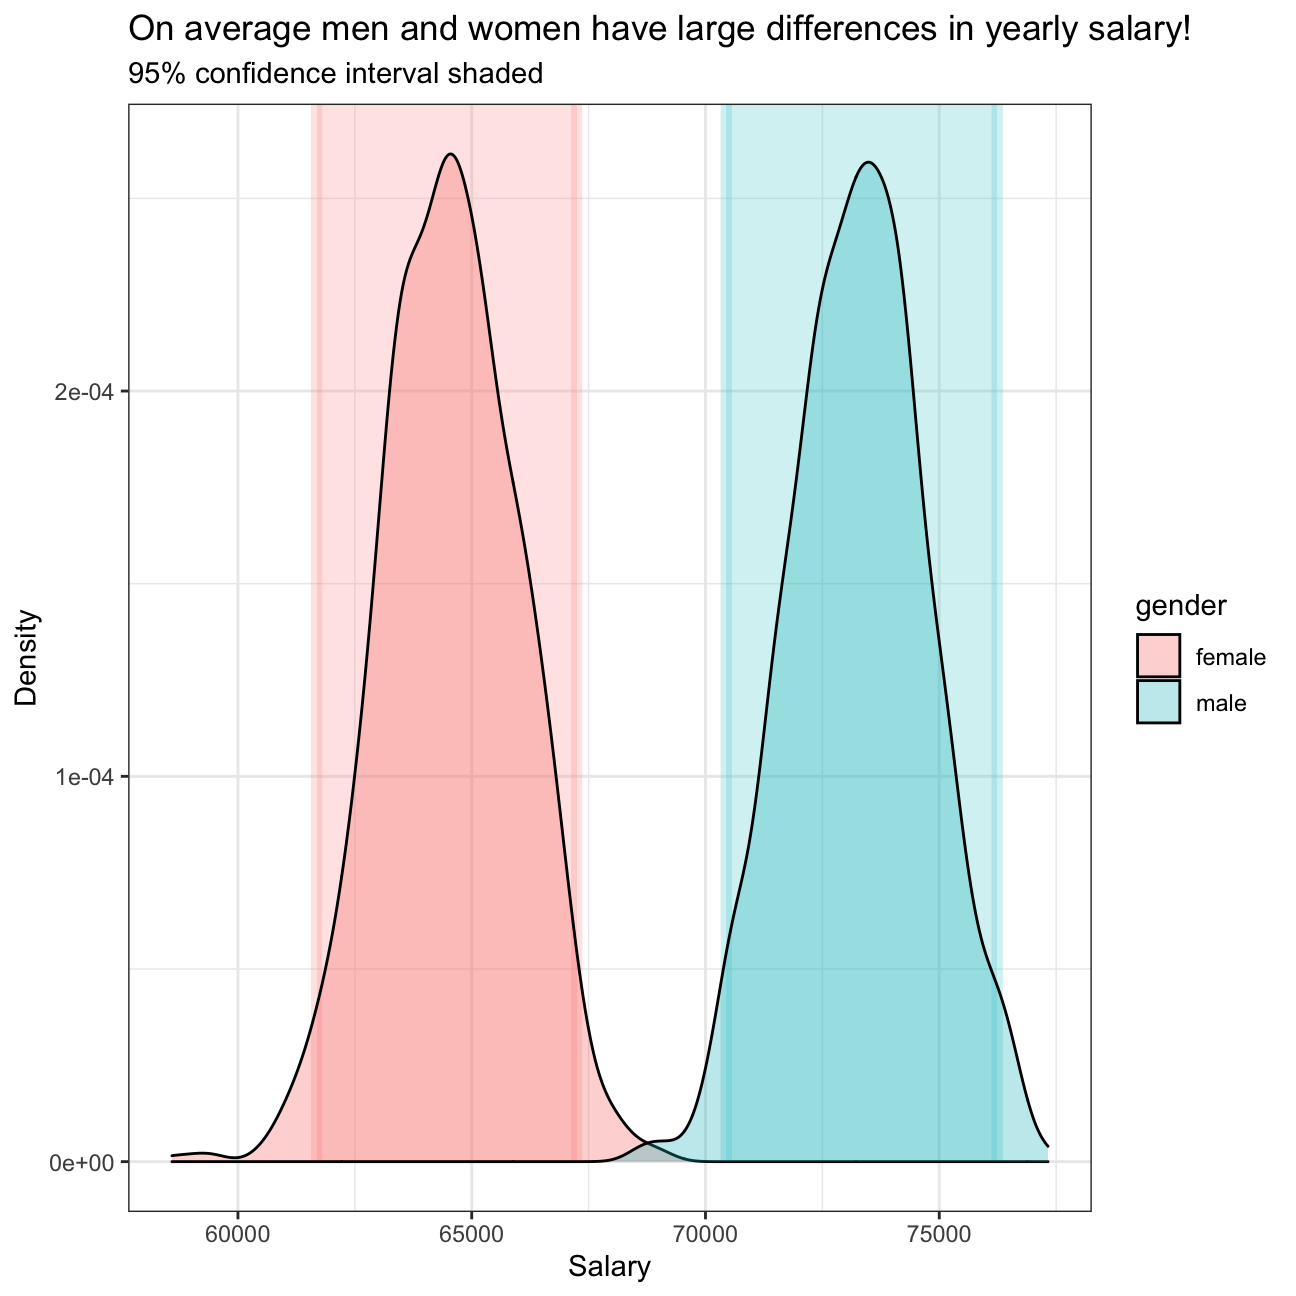 On average men and women have large differences in yearly salary!
95% confidence interval shaded
Density
2e-04
1e-04
0e+00
60000 65000 70000 75000
Salary
gender
female
male